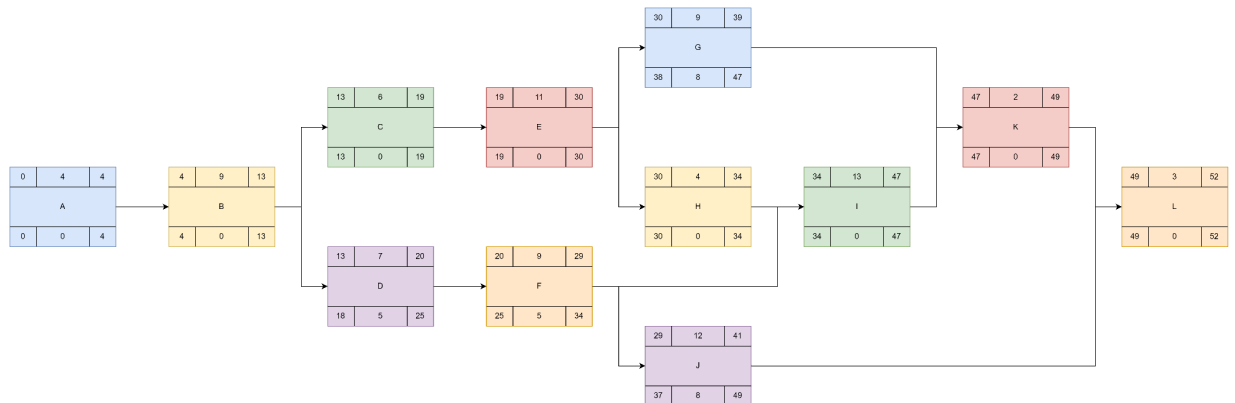 30 9 39
G
38 8 47
13 6 19
C
13 0 19
19 11 30
E
19 0 30
47 2 49
K
47 0 49
0 4 4
A
0 0 4
4 9 13
B
4 0 13
30 4 34
H
30 0 34
34 13 47
I
34 0 47
49 3 52
L
49 0 52
13 7 20
D
18 5 25
20 9 29
F
25 5 34
29 12 41
J
37 8 49